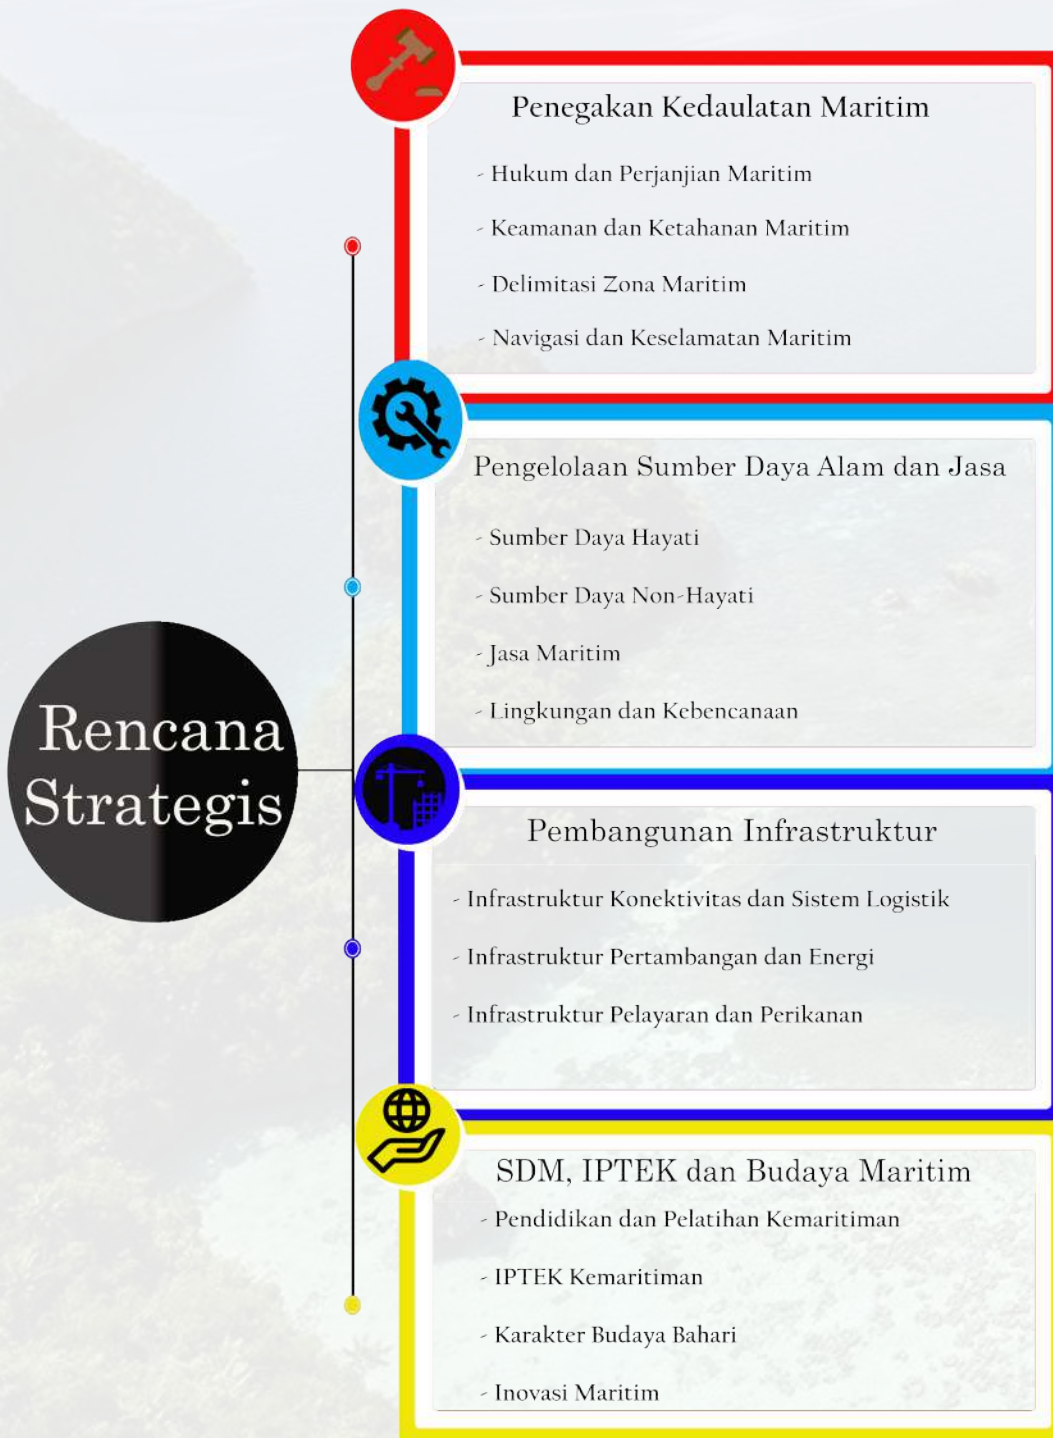 Penegakan Kedaulatan Maritim
- Hukum dan Perjanjian Maritim
- Keamanan dan Ketahanan Maritim
- Delimitasi Zona Maritim
- Navigasi dan Keselamatan Maritim
Pengelolaan Sumber Daya Alam dan Jasa
- Sumber Daya Hayati
- Sumber Daya Non-Hayati
- Jasa Maritim
- Lingkungan dan Kebencanaan
Rencana
Strategis
Pembangunan Infrastruktur
- Infrastruktur Konektivitas dan Sistem Logistik
- Infrastruktur Pertambangan dan Energi
- Infrastruktur Pelayaran dan Perikanan
SDM, IPTEK dan Budaya Maritim
- Pendidikan dan Pelatihan Kemaritiman
- IPTEK Kemaritiman
- Karakter Budaya Bahari
- Inovasi Maritim